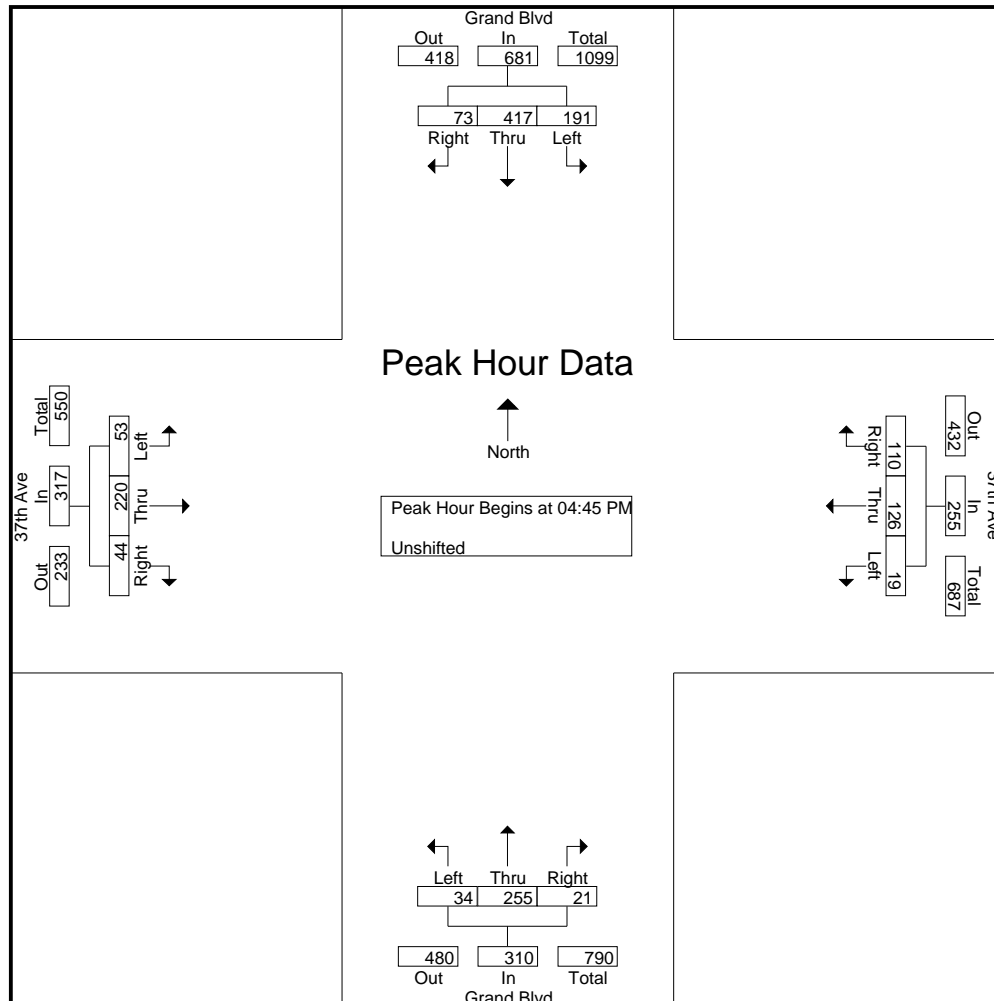 Grand Blvd
Out In Total
418 681 1099
73 417 191
Right Thru Left
Peak Hour Data
North
Peak Hour Begins at 04:45 PM
Unshifted
37th Ave
Total In Out
550 317 233
53 220 44
Left Thru Right
37th Ave
Out In Total
432 255 687
110 126 19
Right Thru Left
Left Thru Right
34 255 21
480 310 790
Out In Total
Grand Blvd